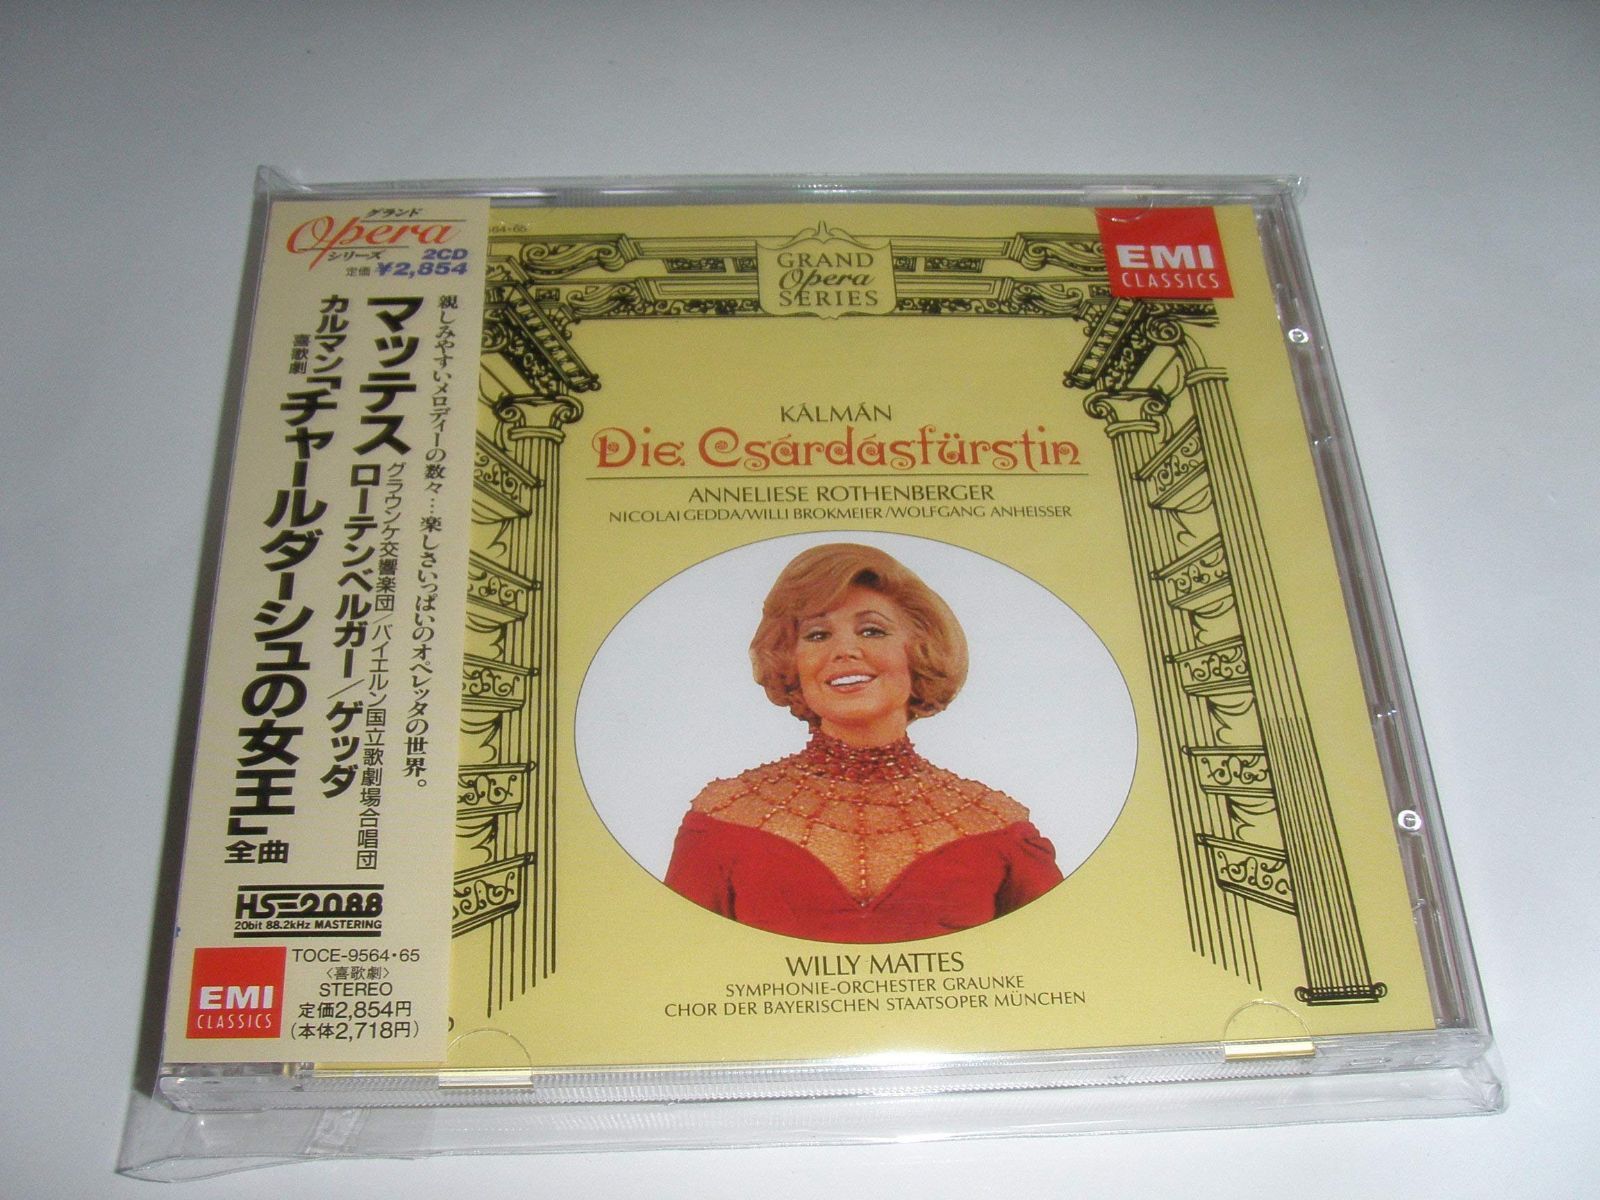 グランド
Opera
シリーズ 2CD
定価 ¥2,854
親しみやすいメロディーの数々…楽しさいっぱいのオペレッタの世界。
マッテス ローテンベルガー/ゲッダ
グラウンケ交響楽団/バイエルン国立歌劇場合唱団
カルマン
喜歌劇「チャールダーシュの女王」全曲
HS-2088
20bit 88.2kHz MASTERING
EMI
CLASSICS
TOCE-9564・65
〈喜歌劇〉
STEREO
定価2,854円
(本体2,718円)
564・65
GRAND
Opera
SERIES
EMI
CLASSICS
KÁLMÁN
Die Csárdásfürstin
ANNELIESE ROTHENBERGER
NICOLAI GEDDA/WILLI BROKMEIER/WOLFGANG ANHEISSER
WILLY MATTES
SYMPHONIE-ORCHESTER GRAUNKE
CHOR DER BAYERISCHEN STAATSOPER MÜNCHEN